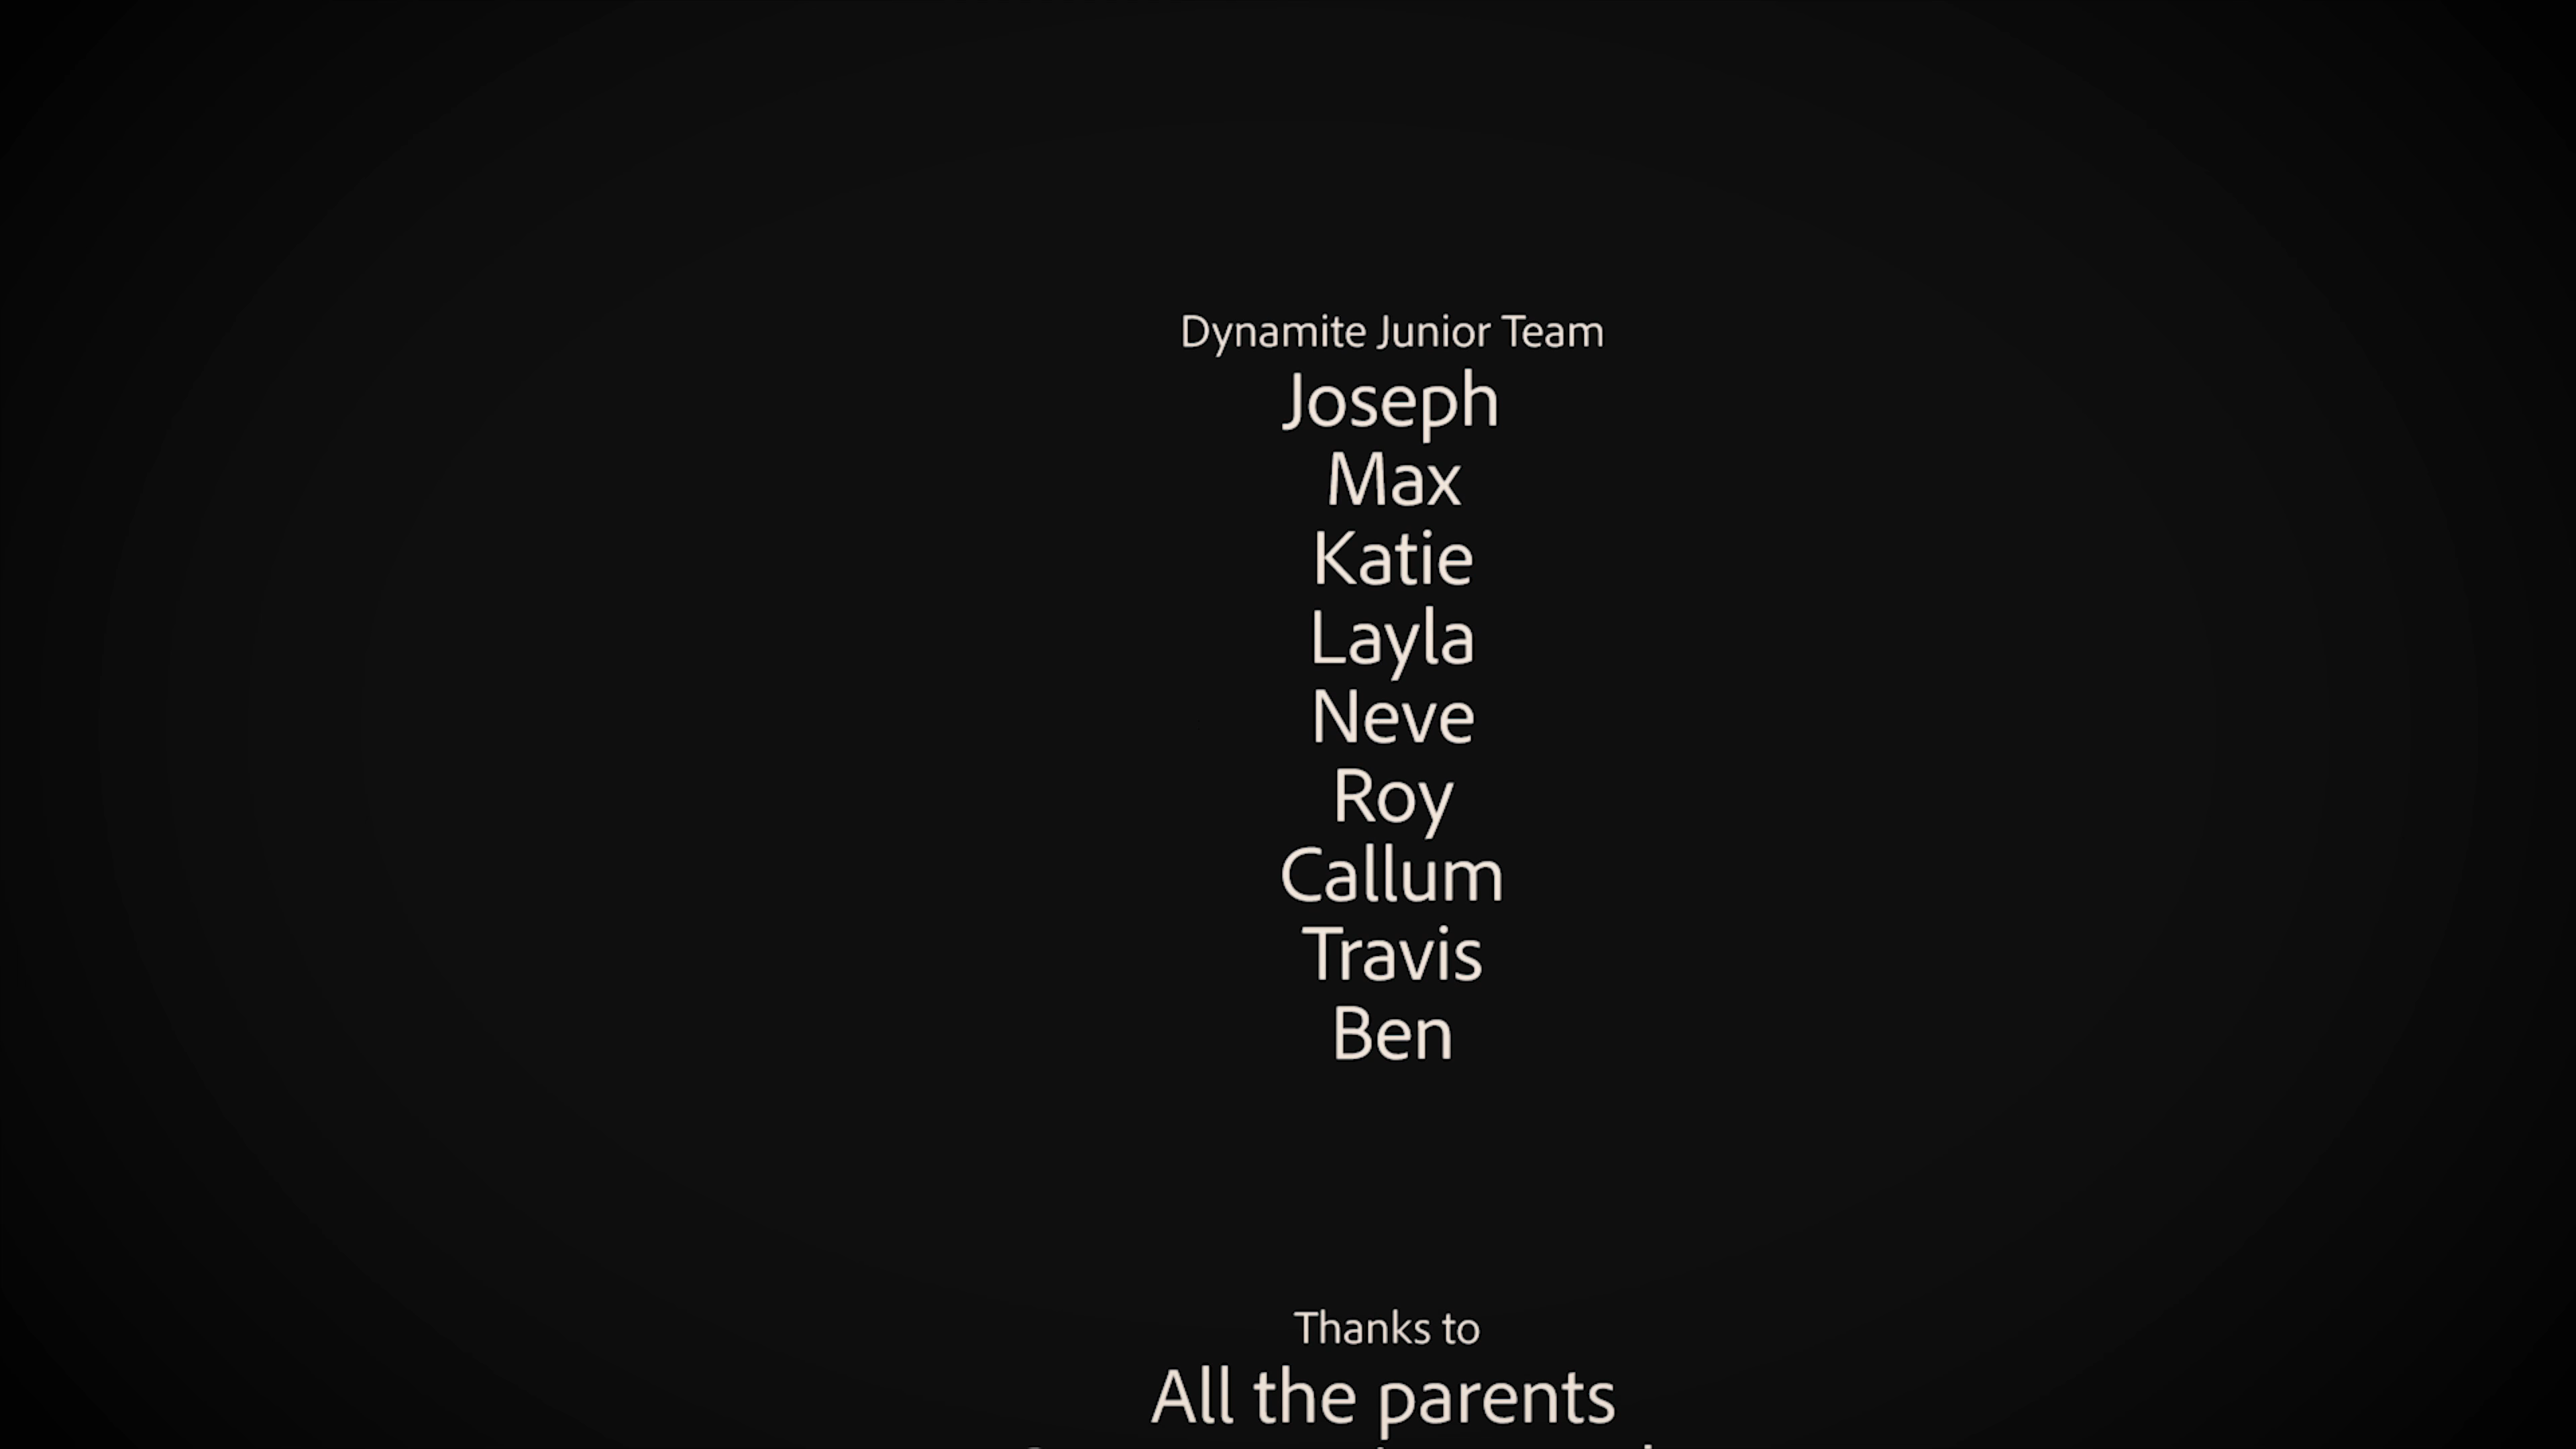 Dynamite Junior Team
Joseph
Max
Katie
Layla
Neve
Roy
Callum
Travis
Ben
Thanks to
All the parents